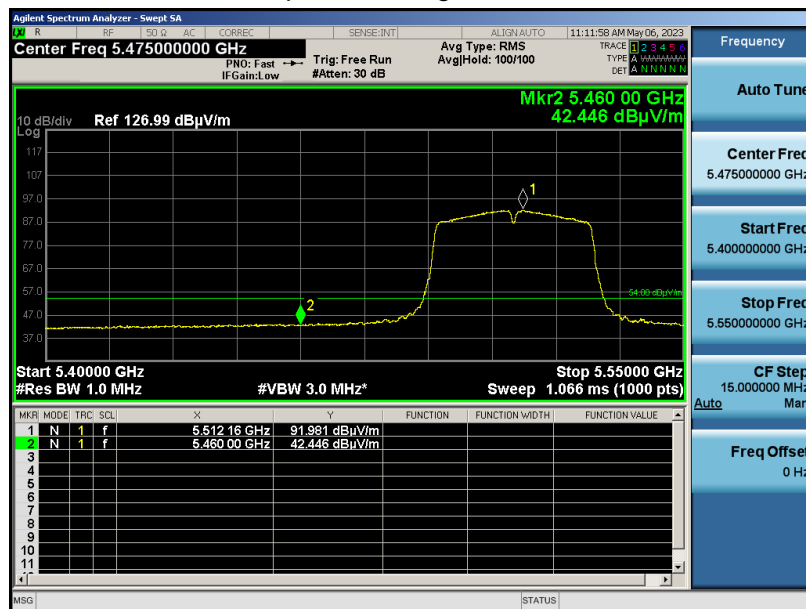 Agilent Spectrum Analyzer - Swept SA
LXI R RF 50 Ω AC CORREC SENSE:INT ALIGN AUTO 11:11:58 AM May 06, 2023
Center Freq 5.475000000 GHz
PNO: Fast
IFGain:Low
Trig: Free Run
#Atten: 30 dB
Avg Type: RMS
Avg|Hold: 100/100
TRACE 1 2 3 4 5 6
TYPE A WWWWW
DET A N N N N N
Mkr2 5.460 00 GHz
42.446 dBµV/m
10 dB/div Ref 126.99 dBµV/m
Log
117
107
97.0
87.0
77.0
67.0
57.0
47.0
37.0
1
2
54.00 dBµV/m
Start 5.40000 GHz Stop 5.55000 GHz
#Res BW 1.0 MHz #VBW 3.0 MHz* Sweep 1.066 ms (1000 pts)
MKR MODE TRC SCL X Y FUNCTION FUNCTION WIDTH FUNCTION VALUE
1 N 1 f 5.512 16 GHz 91.981 dBµV/m
2 N 1 f 5.460 00 GHz 42.446 dBµV/m
3
4
5
6
7
8
9
10
11
MSG STATUS
Frequency
Auto Tune
Center Freq
5.475000000 GHz
Start Freq
5.400000000 GHz
Stop Freq
5.550000000 GHz
CF Step
15.000000 MHz
Auto Man
Freq Offset
0 Hz